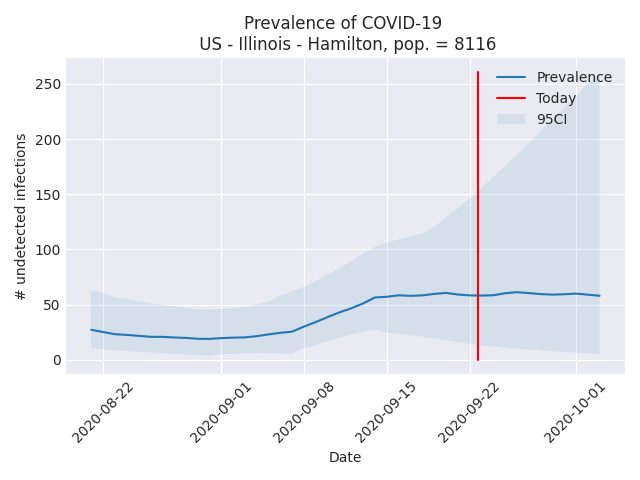 Prevalence of COVID-19
US - Illinois - Hamilton, pop. = 8116
Prevalence
Today
95CI
250
200
150
100
50
0
# undetected infections
2020-08-22
2020-09-01
2020-09-08
2020-09-15
2020-09-22
2020-10-01
Date